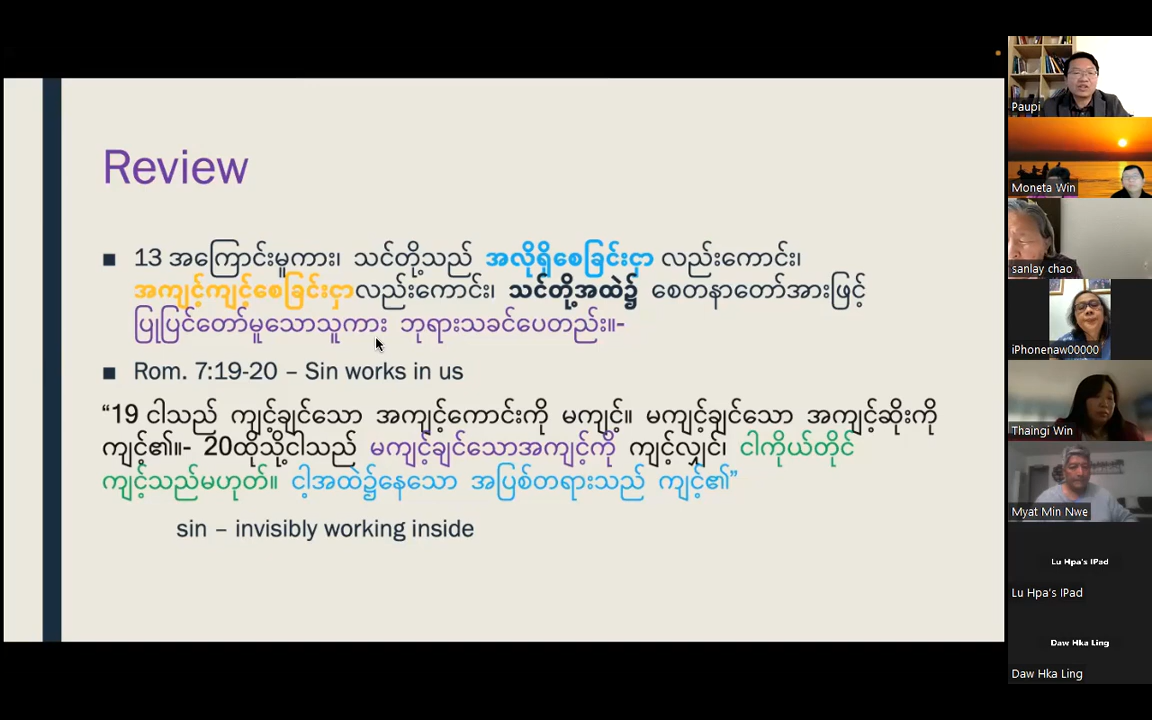 Review
■ 13 အကြောင်းမူကား၊ သင်တို့သည် အလိုရှိစေခြင်းငှာ လည်းကောင်း၊
အကျင့်ကျင့်စေခြင်းငှာလည်းကောင်း၊ သင်တို့အထဲ၌ စေတနာတော်အားဖြင့်
ပြုပြင်တော်မူသောသူကား ဘုရားသခင်ပေတည်း။-
■ Rom. 7:19-20 – Sin works in us
“19 ငါသည် ကျင့်ချင်သော အကျင့်ကောင်းကို မကျင့်။ မကျင့်ချင်သော အကျင့်ဆိုးကို
ကျင့်၏။- 20ထိုသို့ငါသည် မကျင့်ချင်သောအကျင့်ကို ကျင့်လျှင်၊ ငါကိုယ်တိုင်
ကျင့်သည်မဟုတ်။ ငါ့အထဲ၌နေသော အပြစ်တရားသည် ကျင့်၏”
sin – invisibly working inside
Paupi
Moneta Win
sanlay chao
iPhonenaw00000
Thaingi Win
Myat Min Nwe
Lu Hpa's IPad
Lu Hpa's IPad
Daw Hka Ling
Daw Hka Ling